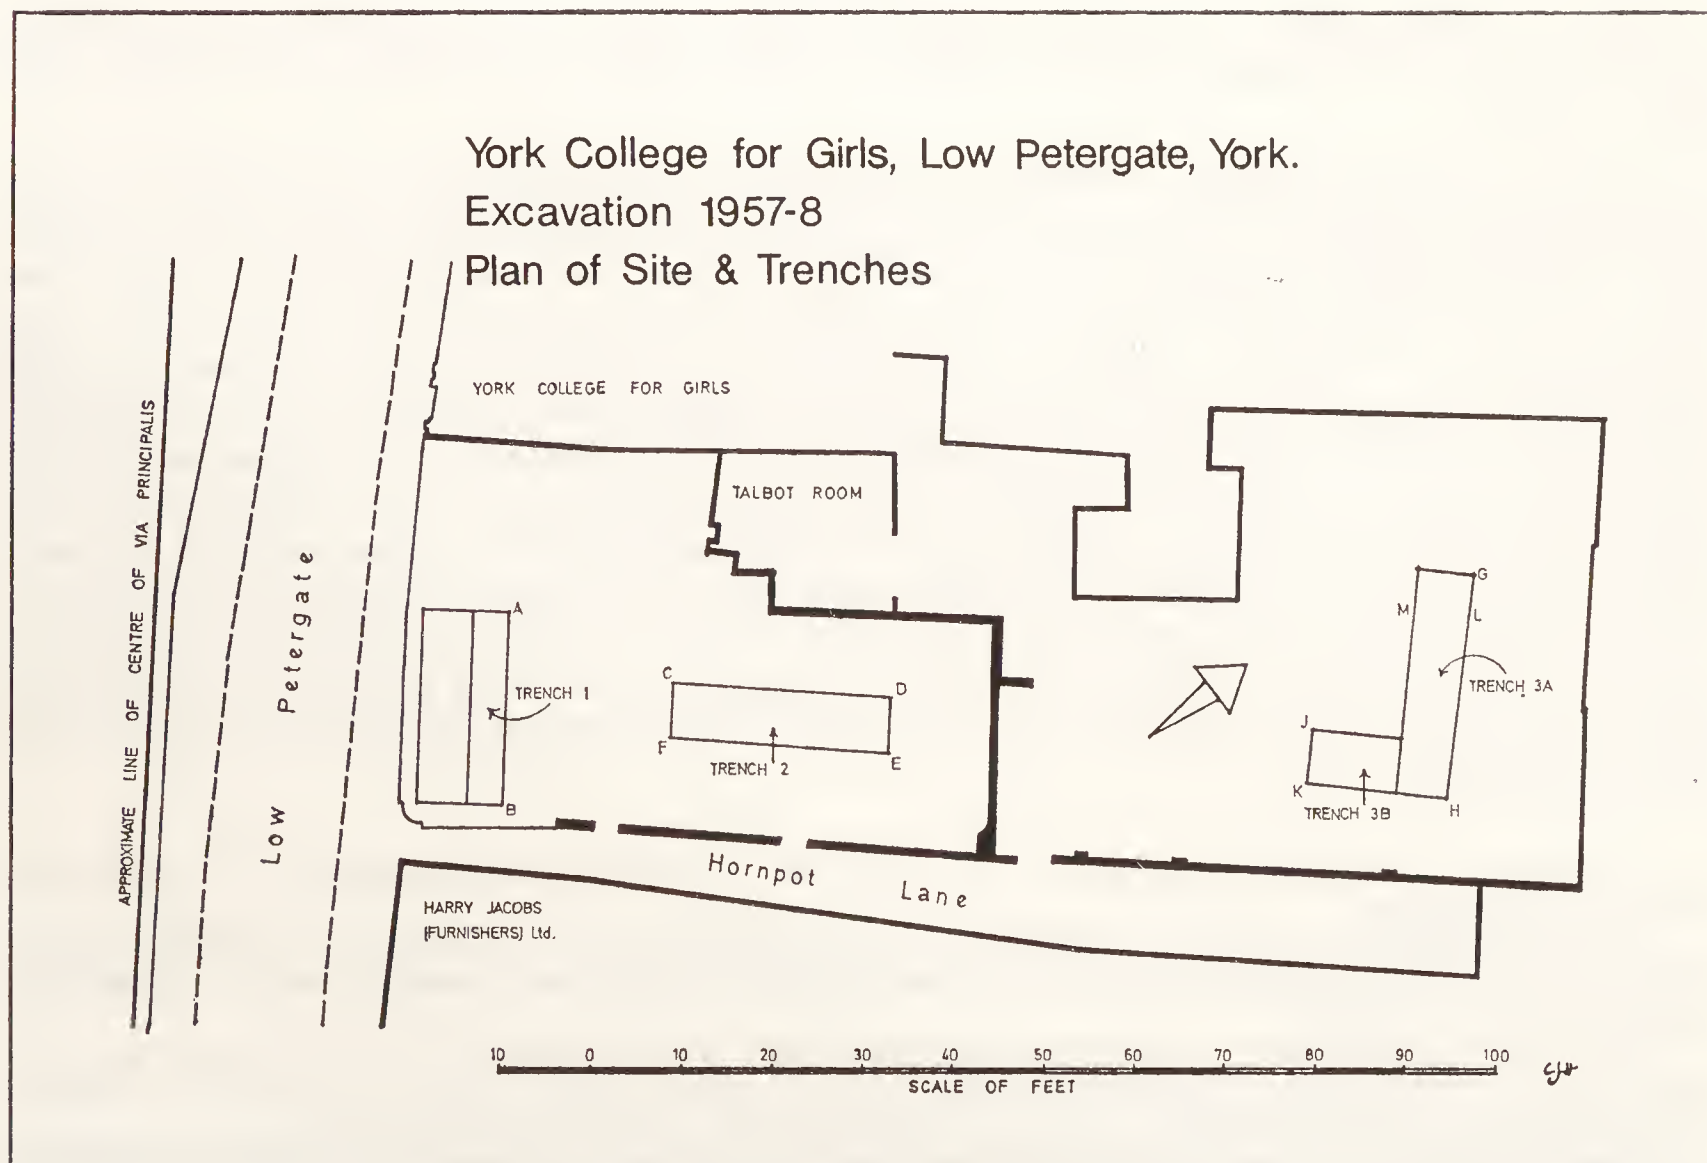 York College for Girls, Low Petergate, York.
Excavation 1957-8
Plan of Site & Trenches
YORK COLLEGE FOR GIRLS
TALBOT ROOM
APPROXIMATE LINE OF CENTRE OF VIA PRINCIPALIS
Low Petergate
A
B
TRENCH 1
C
D
F
E
TRENCH 2
G
M
L
TRENCH 3A
J
K
H
TRENCH 3B
Hornpot Lane
HARRY JACOBS
(FURNISHERS) Ltd.
10 0 10 20 30 40 50 60 70 80 90 100
SCALE OF FEET